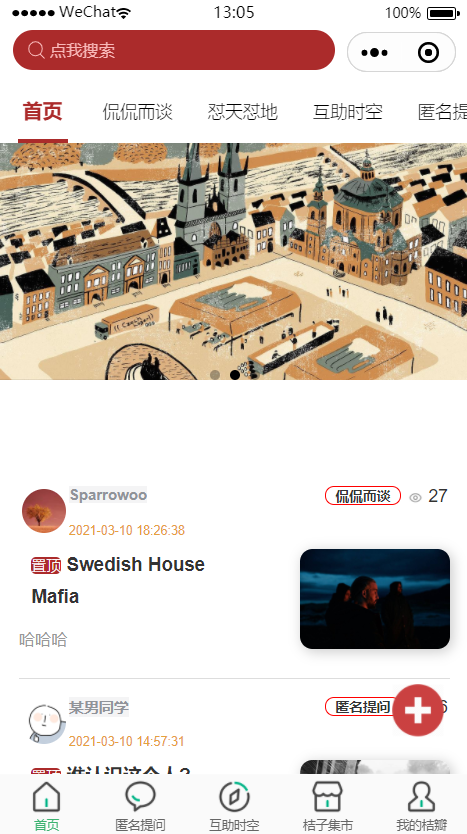 WeChat 13:05 100%
点我搜索
首页 侃侃而谈 怼天怼地 互助时空 匿名提
Sparrowoo 侃侃而谈 27
2021-03-10 18:26:38
置顶 Swedish House
Mafia
哈哈哈
某男同学 匿名提问 6
2021-03-10 14:57:31
置顶 谁认识这个人?
首页 匿名提问 互助时空 桔子集市 我的桔瓣